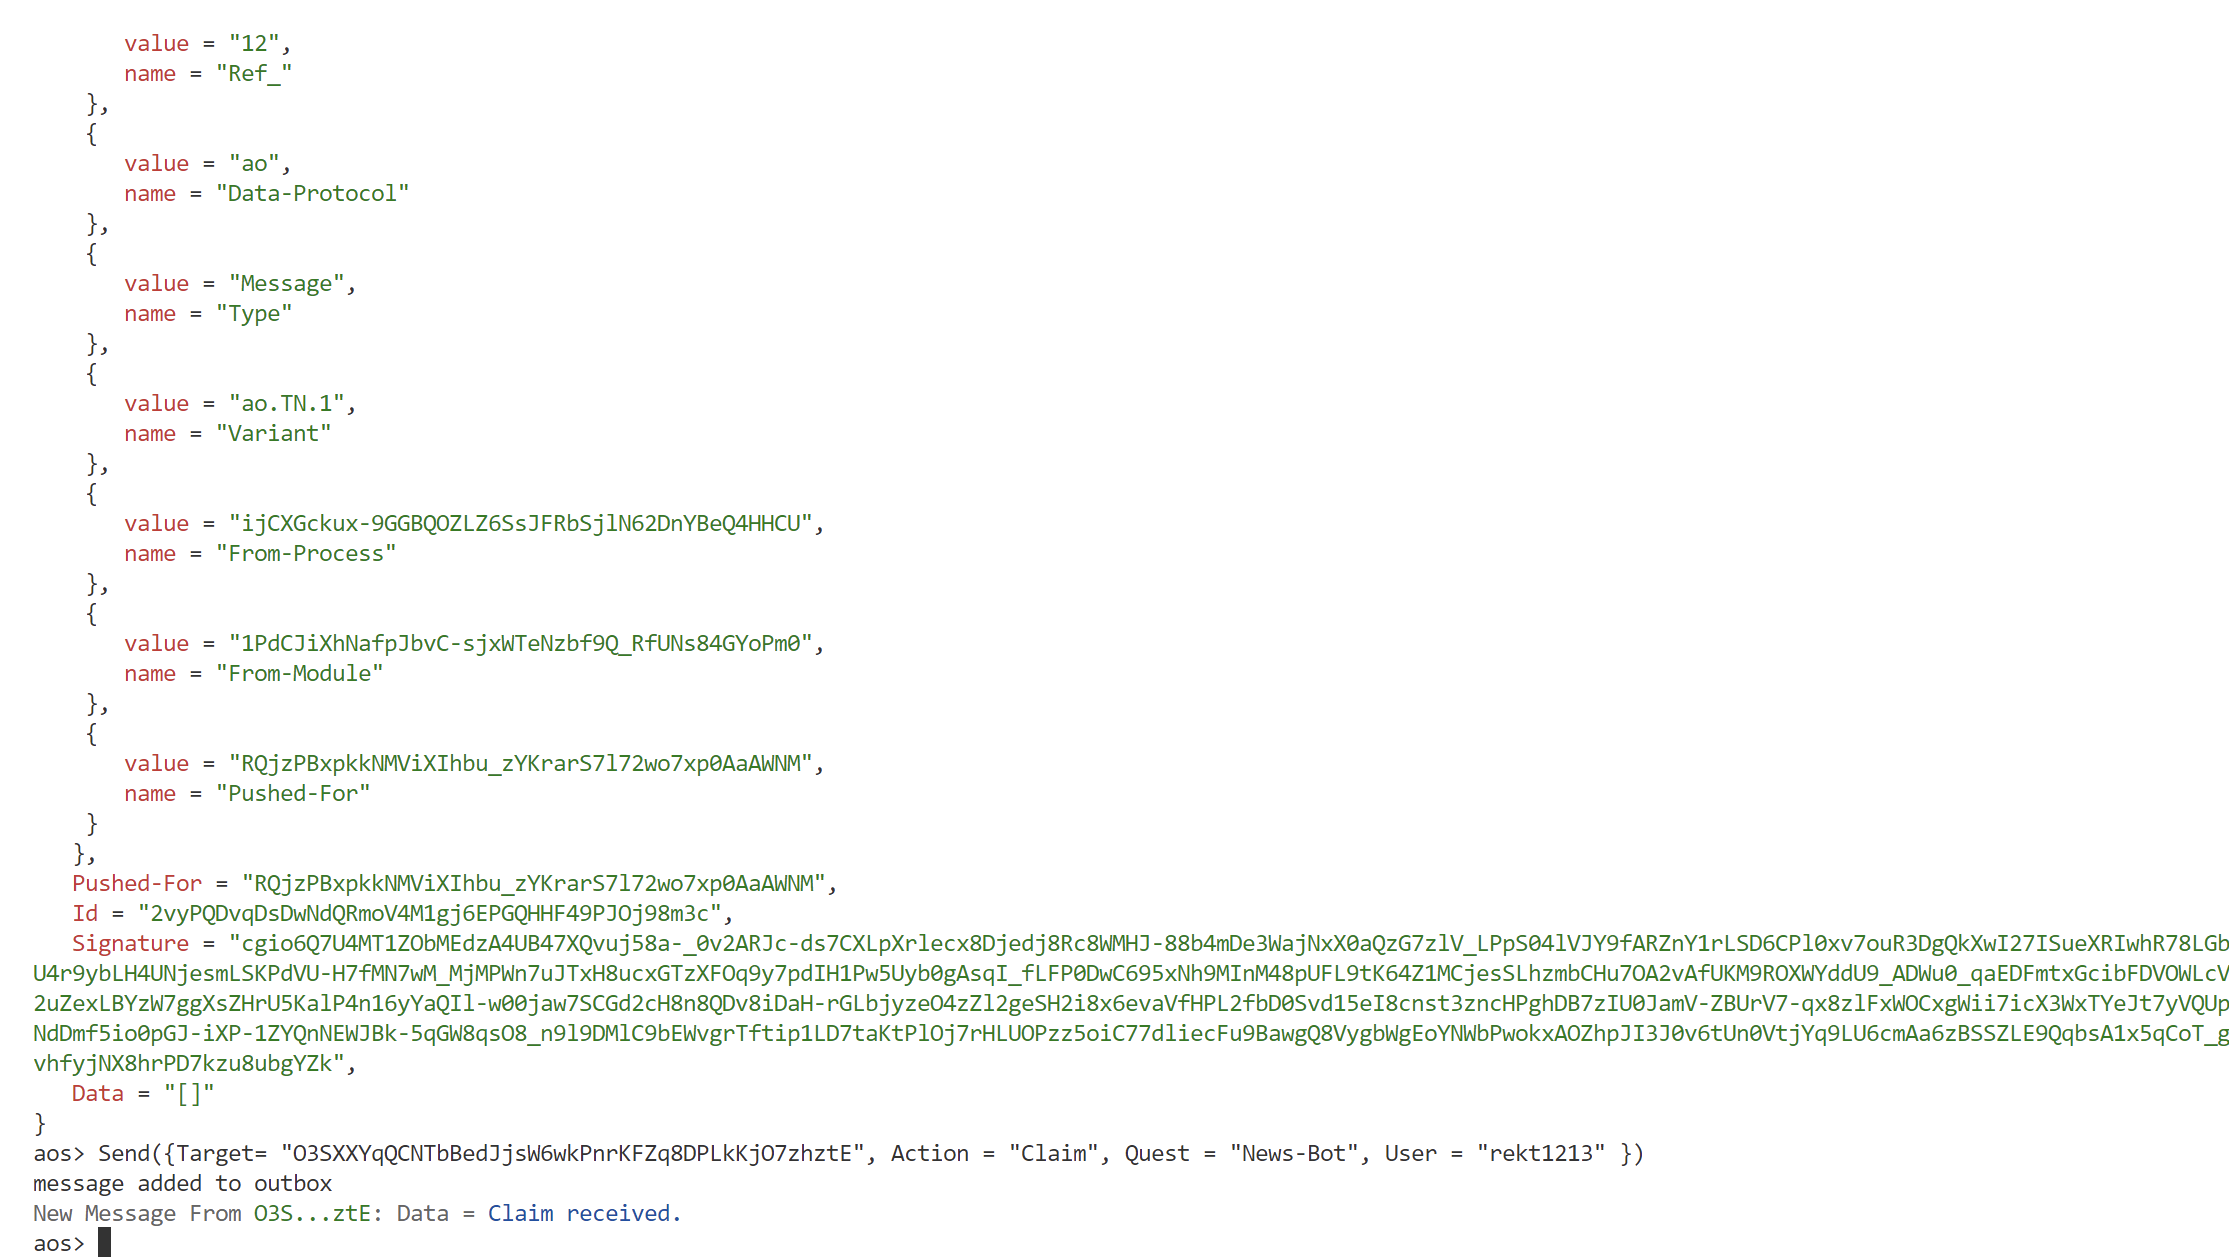 value = "12",
name = "Ref_"
},
{
value = "ao",
name = "Data-Protocol"
},
{
value = "Message",
name = "Type"
},
{
value = "ao.TN.1",
name = "Variant"
},
{
value = "ijCXGckux-9GGBQOZLZ6SsJFRbSjlN62DnYBeQ4HHCU",
name = "From-Process"
},
{
value = "1PdCJiXhNafpJbvC-sjxWTeNzbf9Q_RfUNs84GYoPm0",
name = "From-Module"
},
{
value = "RQjzPBxpkkNMViXIhbu_zYKrarS7l72wo7xp0AaAWNM",
name = "Pushed-For"
}
},
Pushed-For = "RQjzPBxpkkNMViXIhbu_zYKrarS7l72wo7xp0AaAWNM",
Id = "2vyPQDvqDsDwNdQRmoV4M1gj6EPGQHHF49PJOj98m3c",
Signature = "cgio6Q7U4MT1ZObMEdzA4UB47XQvuj58a-_0v2ARJc-ds7CXLpXrlecx8Djedj8Rc8WMHJ-88b4mDe3WajNxX0aQzG7zlV_LPpS04lVJY9fARZnY1rLSD6CPl0xv7ouR3DgQkXwI27ISueXRIwhR78LGb
U4r9ybLH4UNjesmLSKPdVU-H7fMN7wM_MjMPWn7uJTxH8ucxGTzXFOq9y7pdIH1Pw5Uyb0gAsqI_fLFP0DwC695xNh9MInM48pUFL9tK64Z1MCjesSLhzmbCHu7OA2vAfUKM9ROXWYddU9_ADWu0_qaEDFmtxGcibFDVOWLcV
2uZexLBYzW7ggXsZHrU5KalP4n16yYaQIl-w00jaw7SCGd2cH8n8QDv8iDaH-rGLbjyzeO4zZl2geSH2i8x6evaVfHPL2fbD0Svd15eI8cnst3zncHPghDB7zIU0JamV-ZBUrV7-qx8zlFxWOCxgWii7icX3WxTYeJt7yVQUp
NdDmf5io0pGJ-iXP-1ZYQnNEWJBk-5qGW8qsO8_n9l9DMlC9bEWvgrTftip1LD7taKtPlOj7rHLUOPzz5oiC77dliecFu9BawgQ8VygbWgEoYNWbPwokxAOZhpJI3J0v6tUn0VtjYq9LU6cmAa6zBSSZLE9QqbsA1x5qCoT_g
vhfyjNX8hrPD7kzu8ubgYZk",
Data = "[]"
}
aos> Send({Target= "O3SXXYqQCNTbBedJjsW6wkPnrKFZq8DPLkKjO7zhztE", Action = "Claim", Quest = "News-Bot", User = "rekt1213" })
message added to outbox
New Message From O3S...ztE: Data = Claim received.
aos>